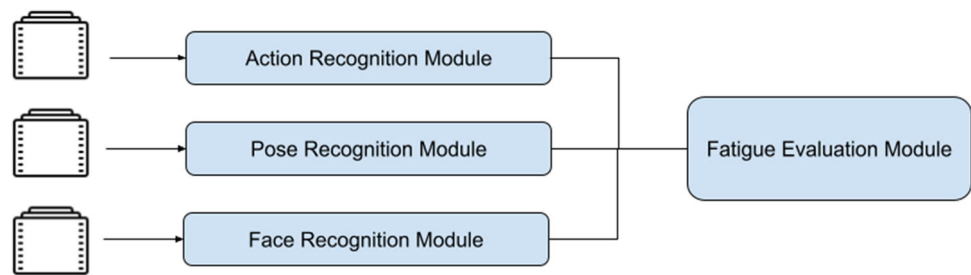 Action Recognition Module
Pose Recognition Module
Fatigue Evaluation Module
Face Recognition Module